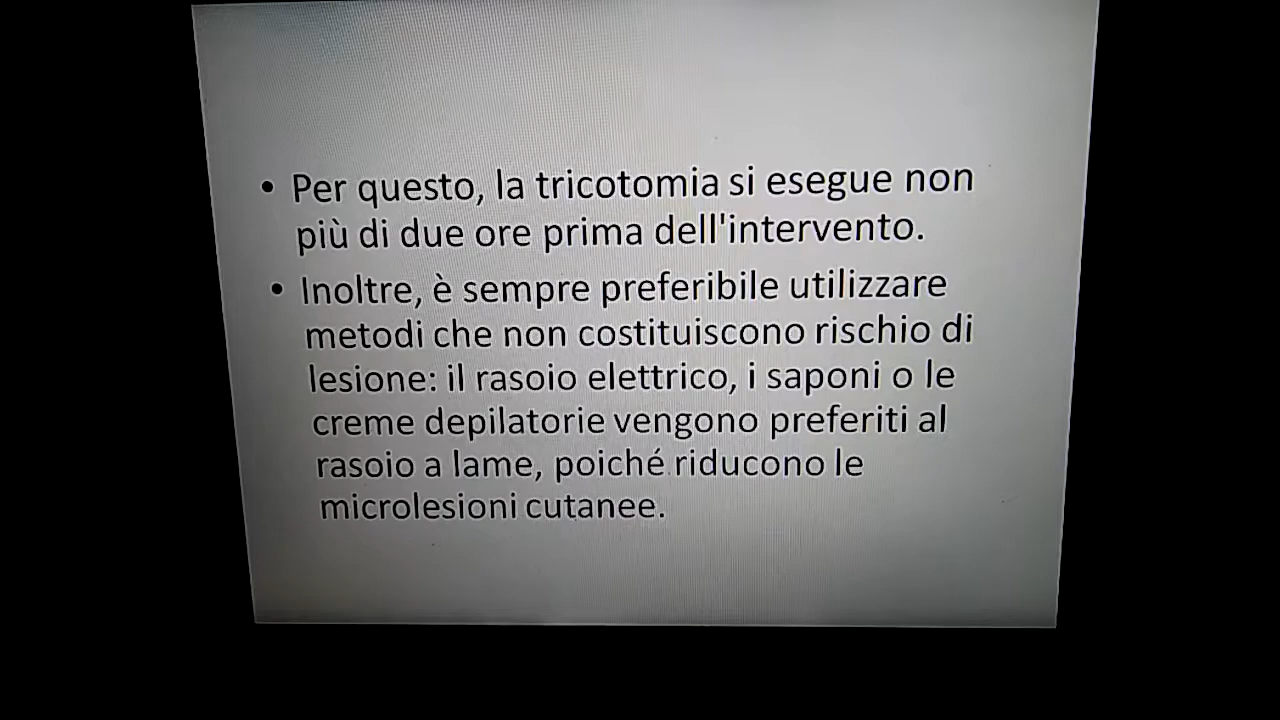 • Per questo, la tricotomia si esegue non
più di due ore prima dell'intervento.
• Inoltre, è sempre preferibile utilizzare
metodi che non costituiscono rischio di
lesione: il rasoio elettrico, i saponi o le
creme depilatorie vengono preferiti al
rasoio a lame, poiché riducono le
microlesioni cutanee.